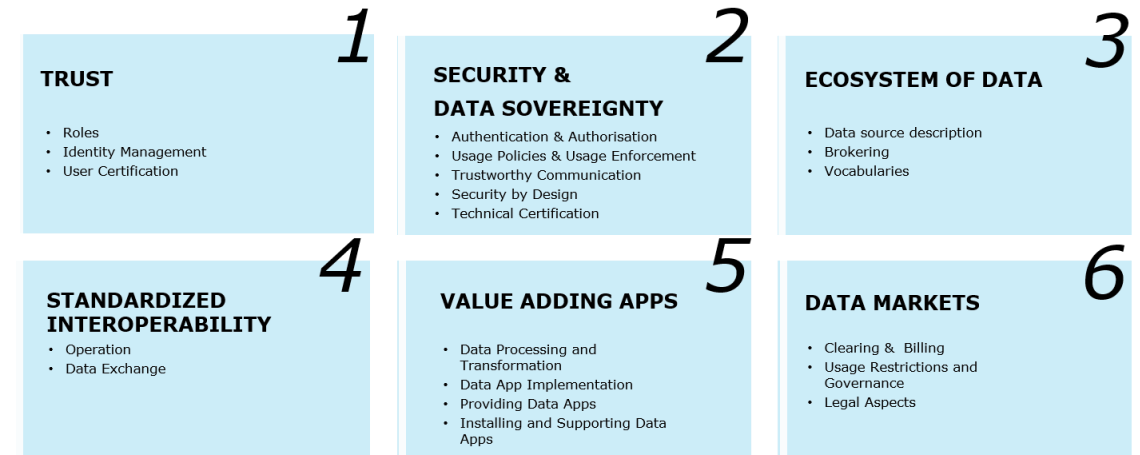 1
TRUST
• Roles
• Identity Management
• User Certification
2
SECURITY &
DATA SOVEREIGNTY
• Authentication & Authorisation
• Usage Policies & Usage Enforcement
• Trustworthy Communication
• Security by Design
• Technical Certification
3
ECOSYSTEM OF DATA
• Data source description
• Brokering
• Vocabularies
4
STANDARDIZED
INTEROPERABILITY
• Operation
• Data Exchange
5
VALUE ADDING APPS
• Data Processing and
Transformation
• Data App Implementation
• Providing Data Apps
• Installing and Supporting Data
Apps
6
DATA MARKETS
• Clearing & Billing
• Usage Restrictions and
Governance
• Legal Aspects